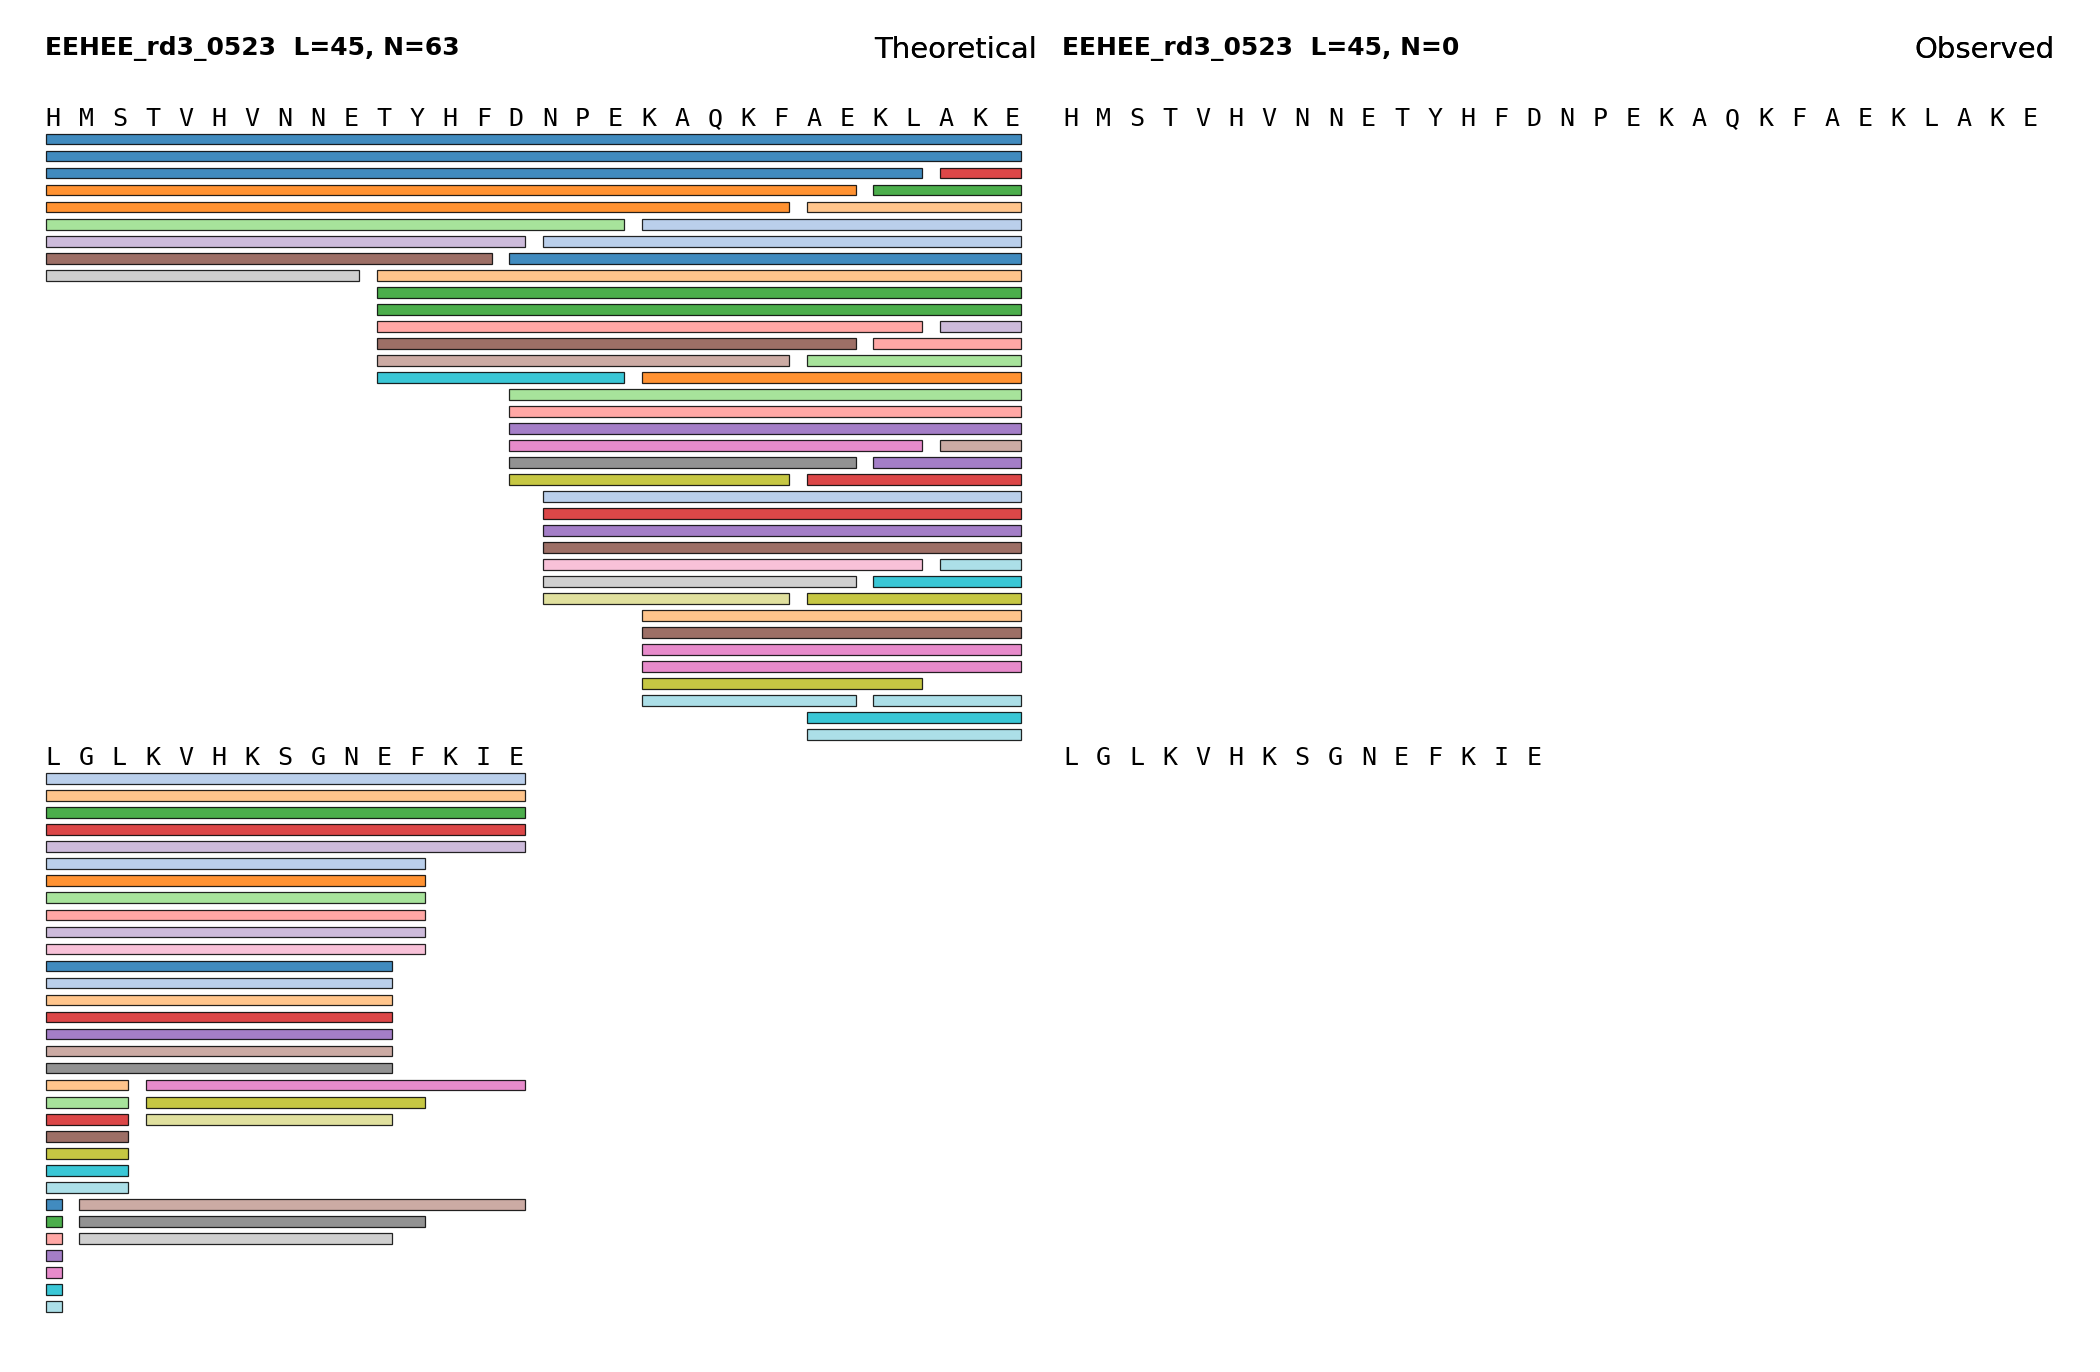 EEHEE_rd3_0523 L=45, N=63 Theoretical
H M S T V H V N N E T Y H F D N P E K A Q K F A E K L A K E
L G L K V H K S G N E F K I E
EEHEE_rd3_0523 L=45, N=0 Observed
H M S T V H V N N E T Y H F D N P E K A Q K F A E K L A K E
L G L K V H K S G N E F K I E